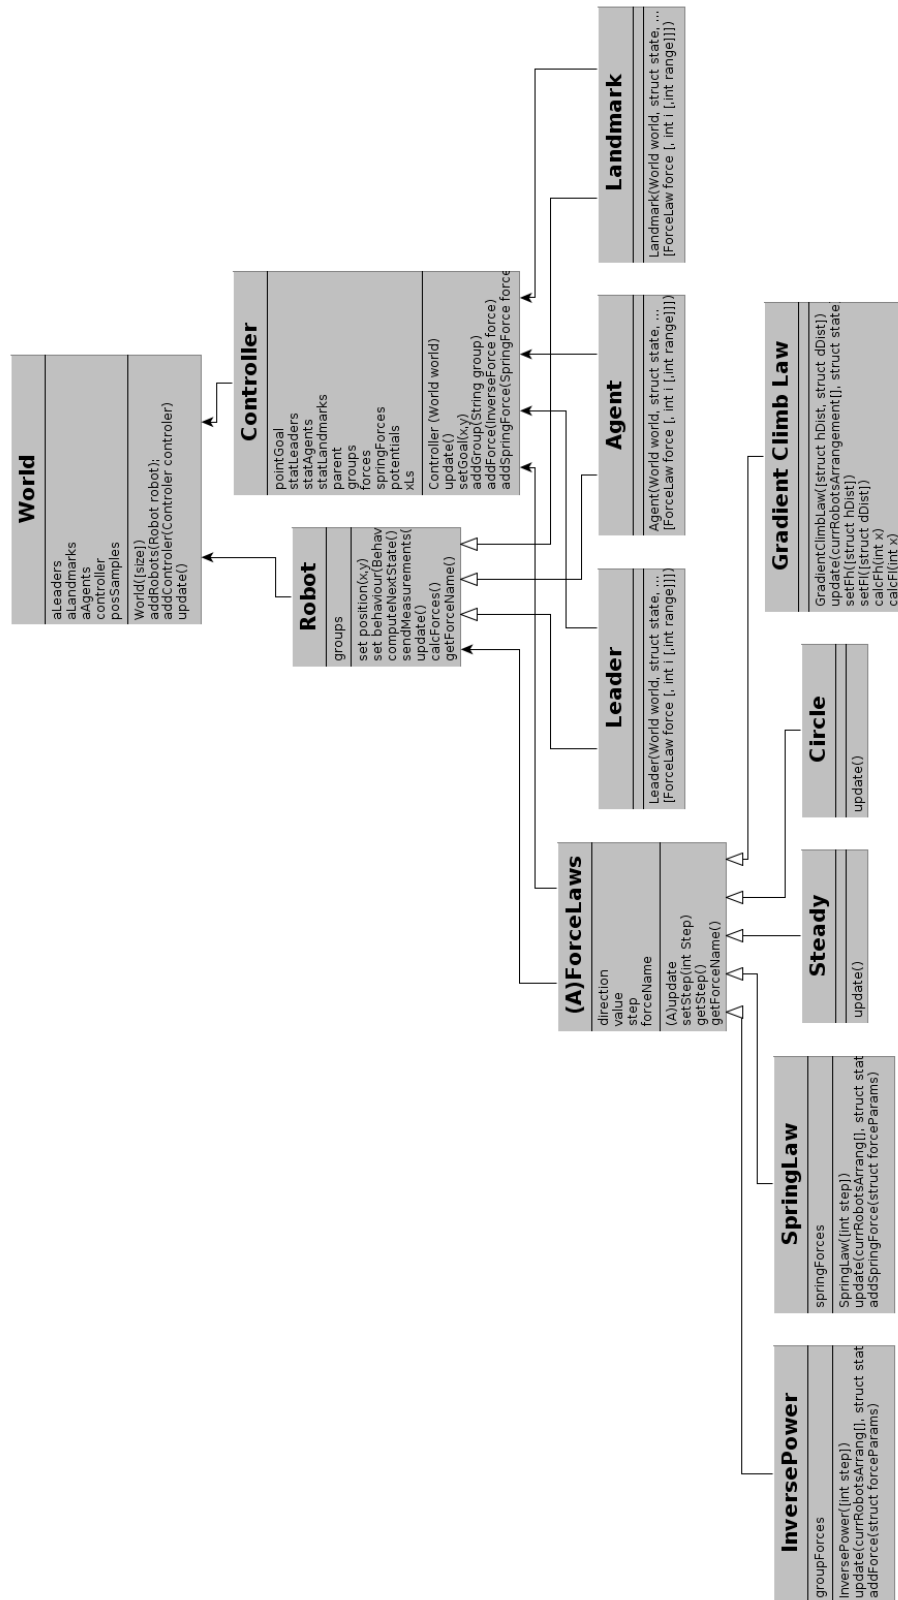 World
aLeaders
aLandmarks
aAgents
controller
posSamples
World([size])
addRobots(Robot robot);
addControler(Controler controler)
update()
Robot
groups
set position(x,y)
set behaviour(Behav
computeNextState()
sendMeasurements(
update()
calcForces()
getForceName()
Controller
pointGoal
statLeaders
statAgents
statLandmarks
parent
groups
forces
springForces
potentials
xLs
Controller (World world)
update()
setGoal(x,y)
addGroup(String group)
addForce(InverseForce force)
addSpringForce(SpringForce force
(A)ForceLaws
direction
value
step
forceName
(A)update
setStep(int Step)
getStep()
getForceName()
Leader
Leader(World world, struct state, ...
[ForceLaw force [, int i [,int range]]])
Agent
Agent(World world, struct state, ...
[ForceLaw force [, int i [,int range]]])
Landmark
Landmark(World world, struct state, ...
[ForceLaw force [, int i [,int range]]])
InversePower
groupForces
InversePower([int step])
update(currRobotsArrang[], struct stat
addForce(struct forceParams)
SpringLaw
springForces
SpringLaw([int step])
update(currRobotsArrang[], struct stat
addSpringForce(struct forceParams)
Steady
update()
Circle
update()
Gradient Climb Law
GradientClimbLaw([struct hDist, struct dDist])
update(currRobotsArrangement[], struct state
setFh([struct hDist])
setFl([struct dDist])
calcFh(int x)
calcFl(int x)